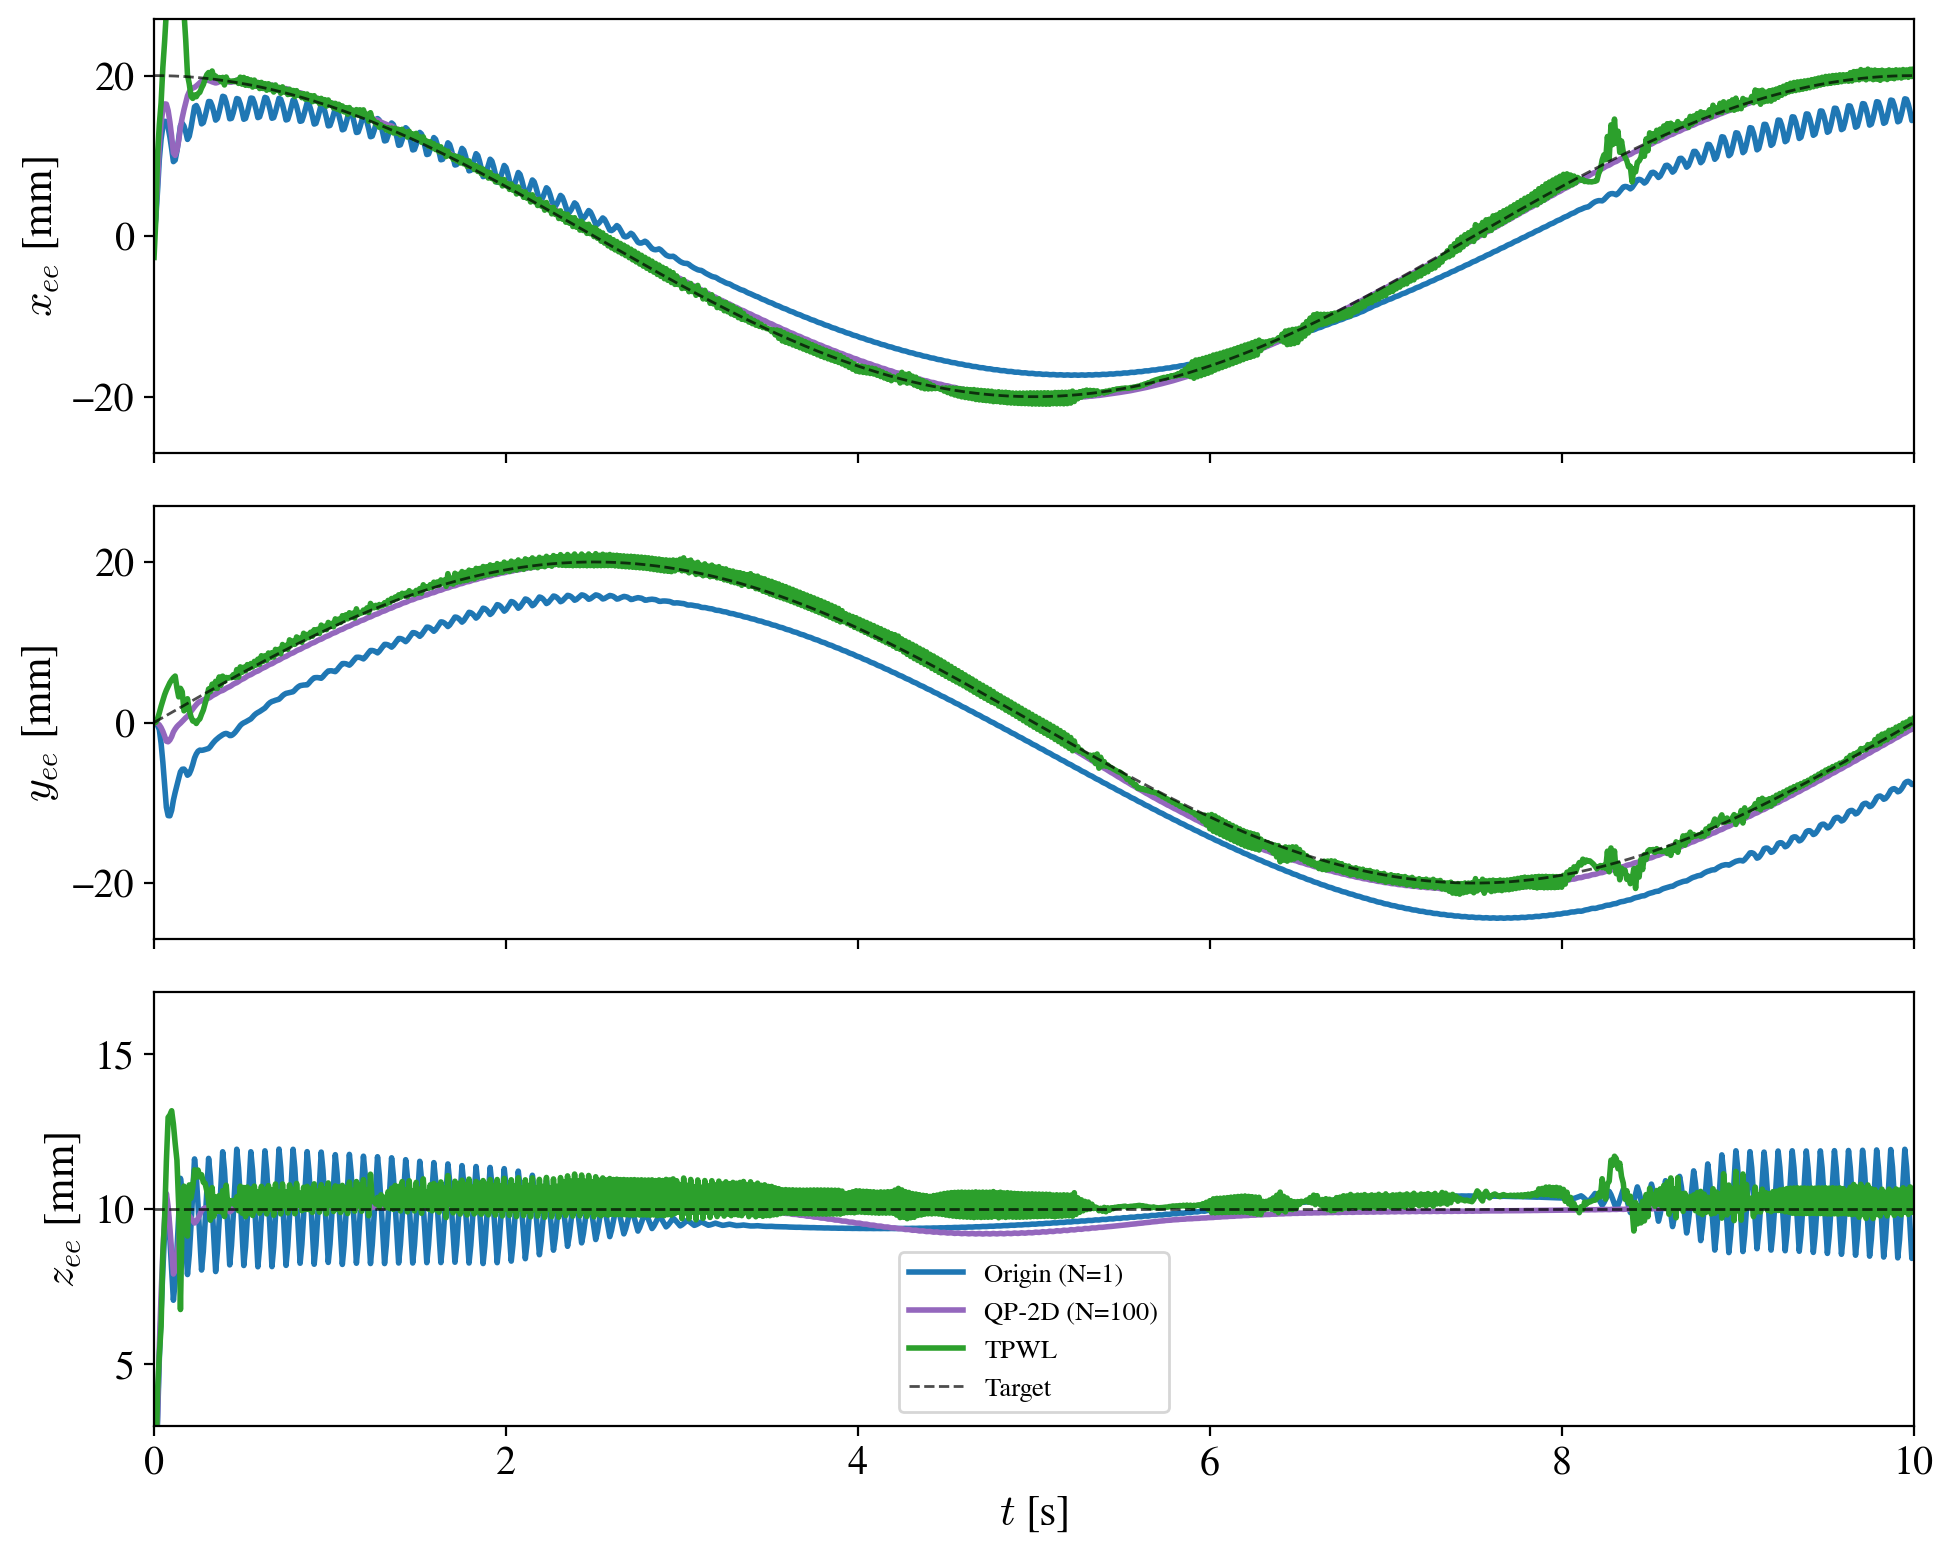 20
0
−20
x_ee [mm]
20
0
−20
y_ee [mm]
15
10
5
z_ee [mm]
Origin (N=1)
QP-2D (N=100)
TPWL
Target
0 2 4 6 8 10
t [s]